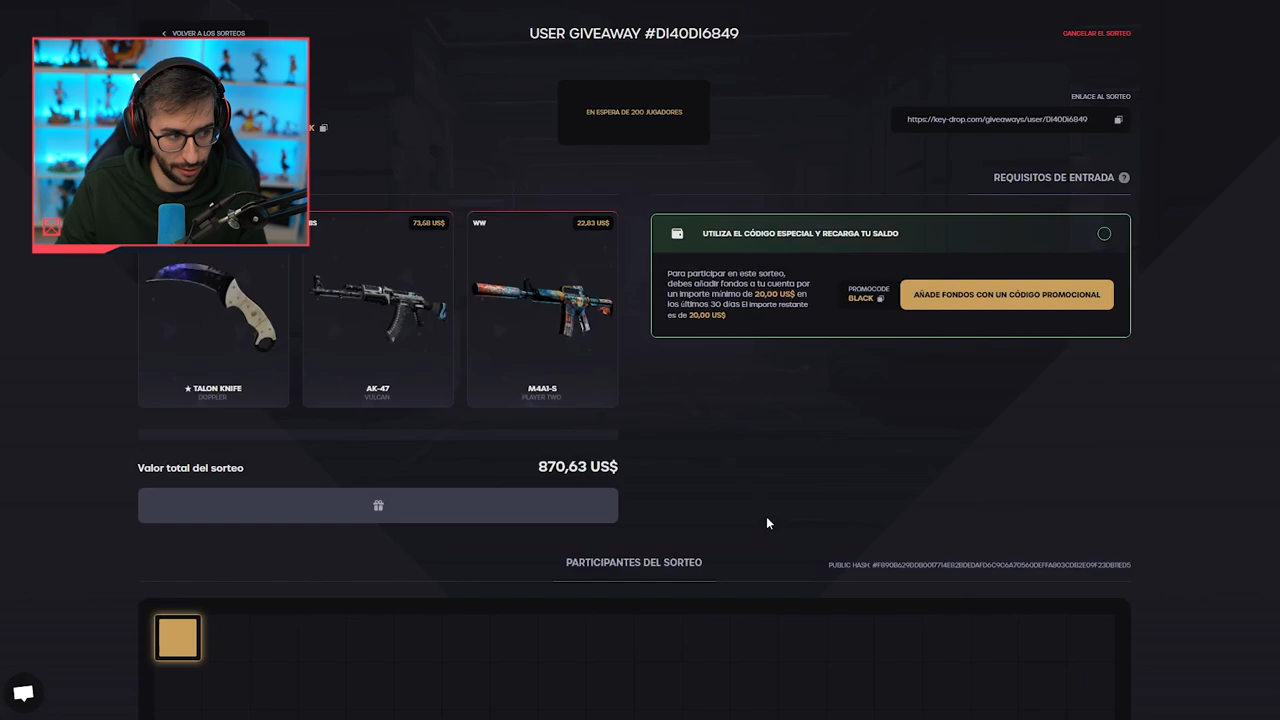 VOLVER A LOS SORTEOS
USER GIVEAWAY #DI40DI6849
CANCELAR EL SORTEO
EN ESPERA DE 200 JUGADORES
ENLACE AL SORTEO
https://key-drop.com/giveaways/user/DI40Di6849
K
REQUISITOS DE ENTRADA ?
73,58 US$
WW
22,83 US$
UTILIZA EL CÓDIGO ESPECIAL Y RECARGA TU SALDO
Para participar en este sorteo,
debes añadir fondos a tu cuenta por
un importe mínimo de 20,00 US$ en
los últimos 30 días El importe restante
es de 20,00 US$
PROMOCODE
BLACK
AÑADE FONDOS CON UN CÓDIGO PROMOCIONAL
★ TALON KNIFE
DOPPLER
AK-47
VULCAN
M4A1-S
PLAYER TWO
Valor total del sorteo
870,63 US$
PARTICIPANTES DEL SORTEO
PUBLIC HASH: